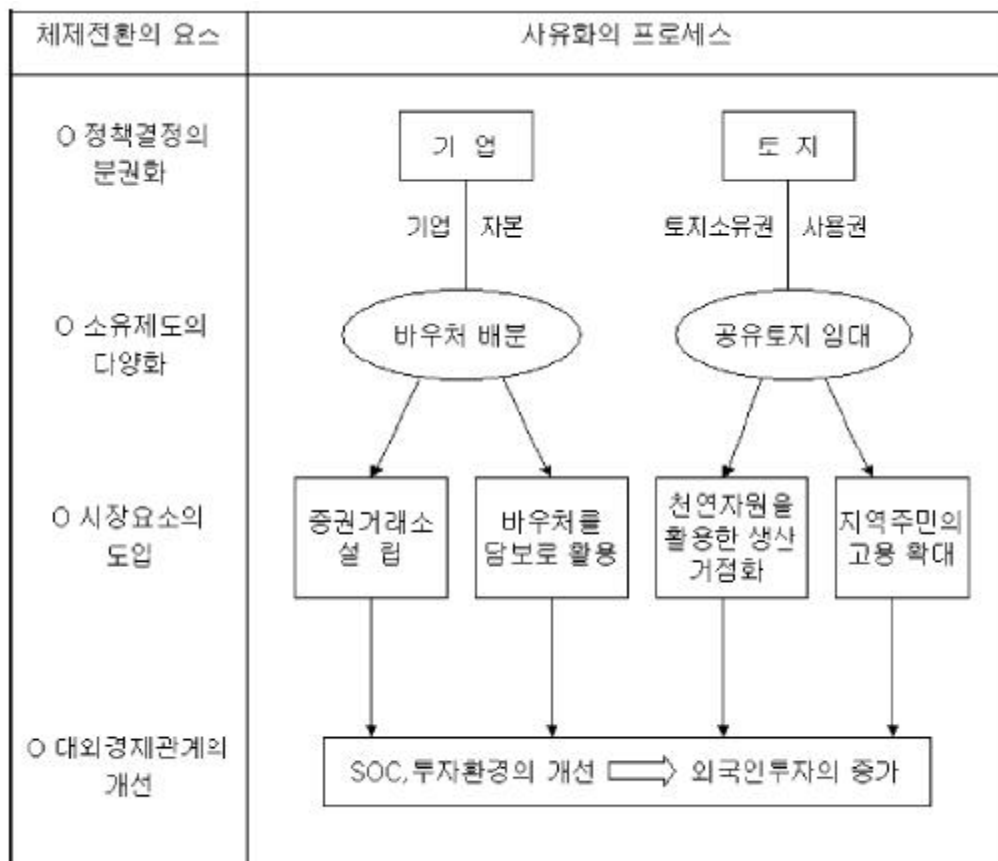 체제전환의 요스
사유화의 프로세스
O 정책결정의
분권화
기 업
토 지
기업 자본
토지소유권 사용권
O 소유제도의
다양화
바우처 배분
공유토지 임대
O 시장요소의
도입
증권거래소
설 립
바우처를
담보로 활용
천연자원을
활용한 생산
거점화
지역주민의
고용 확대
O 대외경제관계의
개선
SOC,투자환경의 개선
외국인투자의 증가